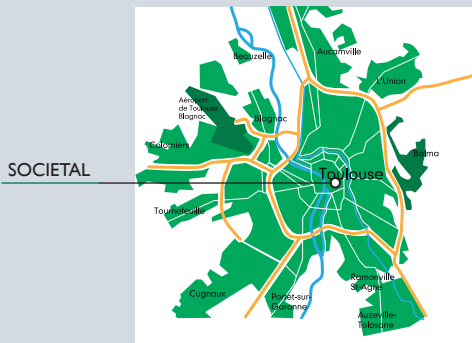 Aucamville
Beauzelle
L'Union
Aéroport
de Toulouse
Blagnac
Blagnac
Colomiers
Balma
SOCIETAL
Toulouse
Tournefeuille
Ramonville
St-Agne
Cugnaux
Portet-sur-
Garonne
Auzeville-
Tolosane